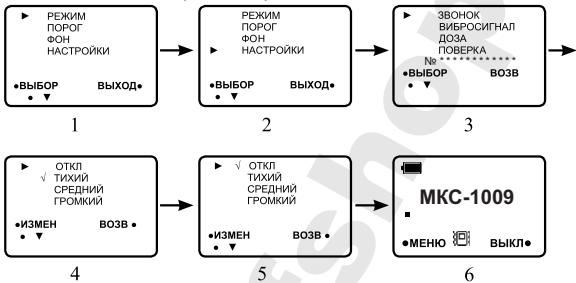 ► РЕЖИМ
ПОРОГ
ФОН
НАСТРОЙКИ
●ВЫБОР ВЫХОД●
● ▼
1
РЕЖИМ
ПОРОГ
ФОН
► НАСТРОЙКИ
●ВЫБОР ВЫХОД●
● ▼
2
► ЗВОНОК
ВИБРОСИГНАЛ
ДОЗА
ПОВЕРКА
№ ************
●ВЫБОР ВОЗВ
● ▼
3
► ОТКЛ
√ ТИХИЙ
СРЕДНИЙ
ГРОМКИЙ
●ИЗМЕН ВОЗВ ●
● ▼
4
► √ ОТКЛ
ТИХИЙ
СРЕДНИЙ
ГРОМКИЙ
●ИЗМЕН ВОЗВ ●
● ▼
5
МКС-1009
●МЕНЮ ВЫКЛ●
6